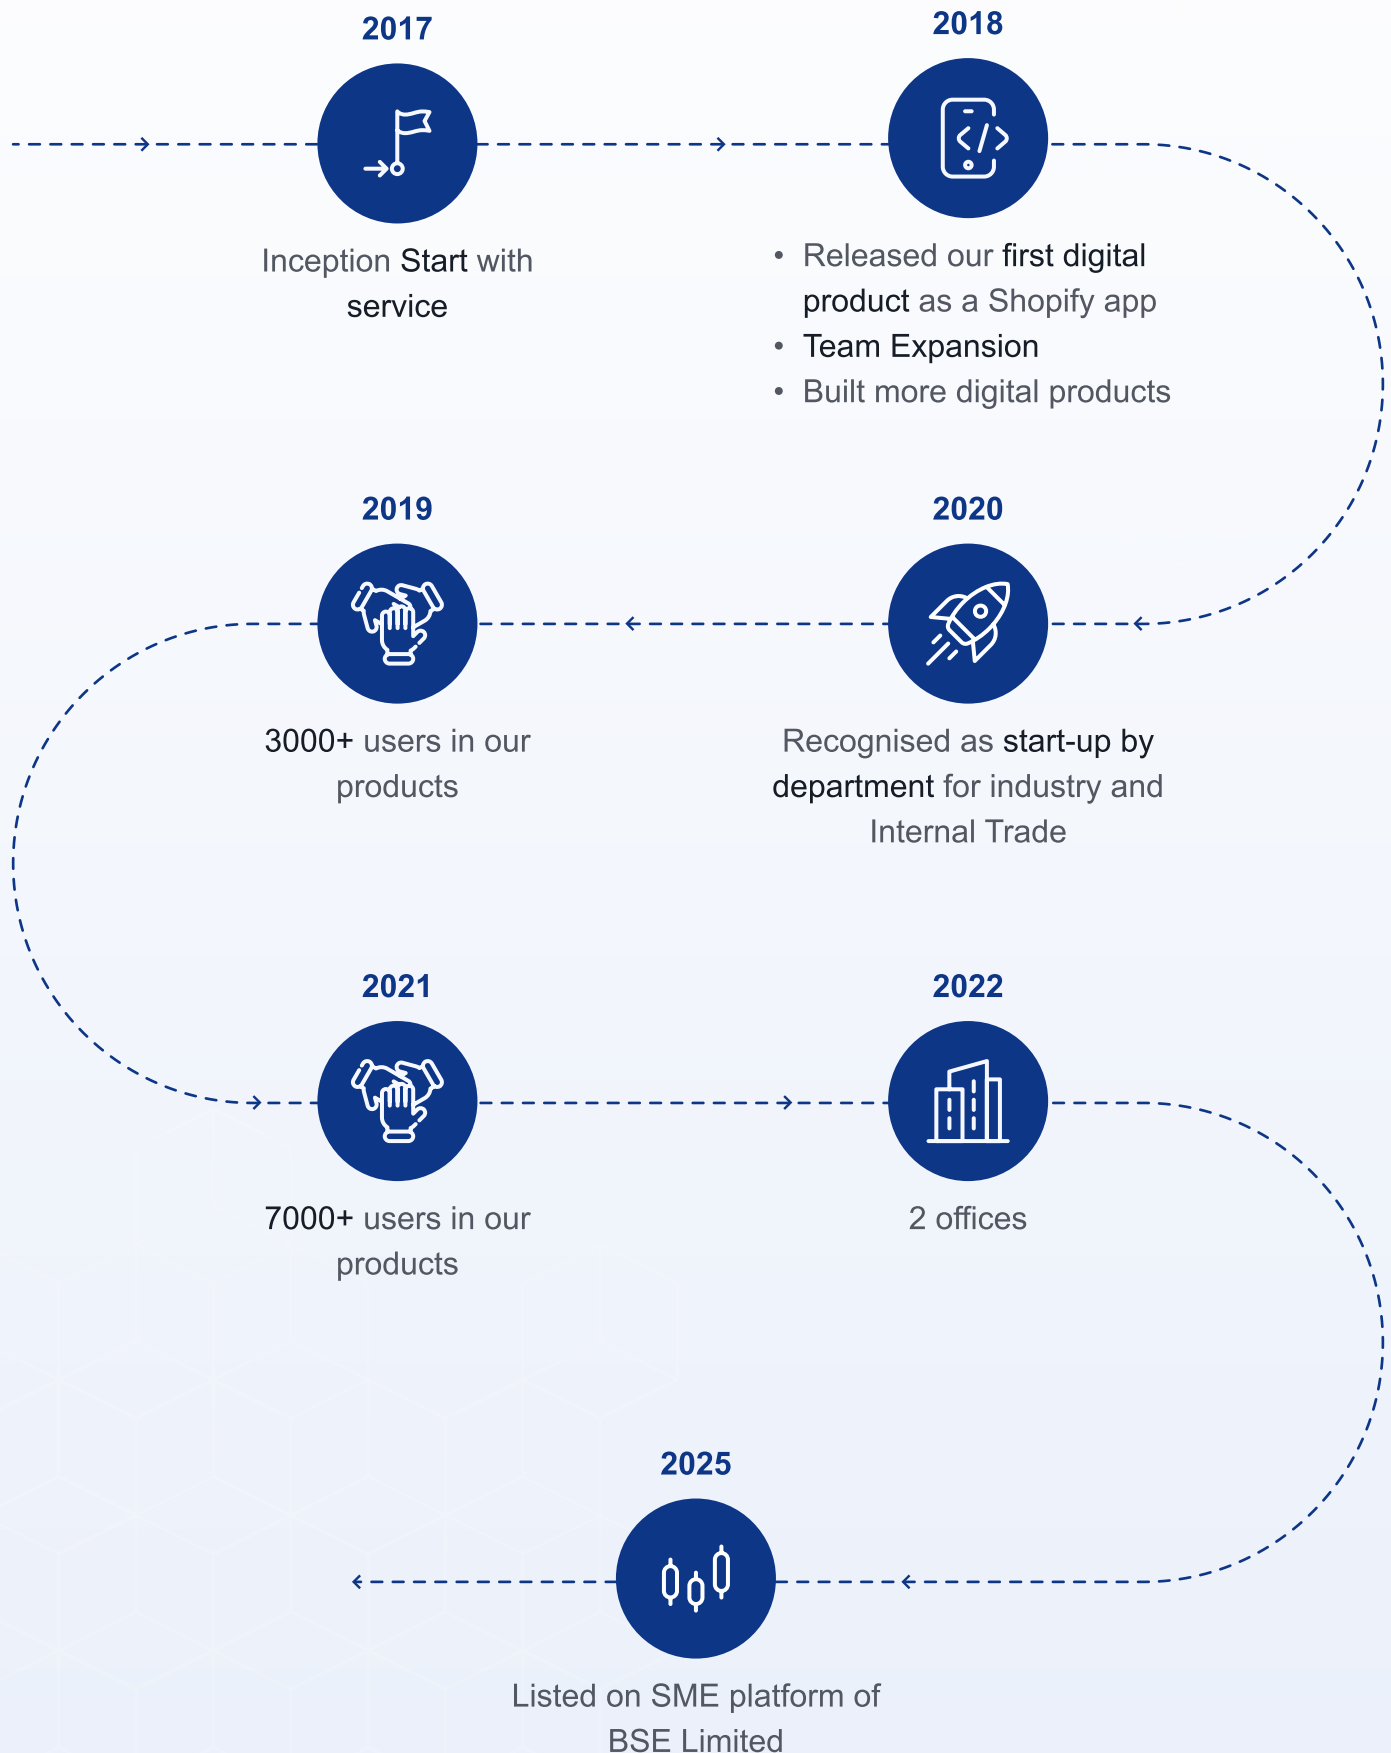 2017
Inception Start with
service
2018
• Released our first digital
product as a Shopify app
• Team Expansion
• Built more digital products
2019
3000+ users in our
products
2020
Recognised as start-up by
department for industry and
Internal Trade
2021
7000+ users in our
products
2022
2 offices
2025
Listed on SME platform of
BSE Limited